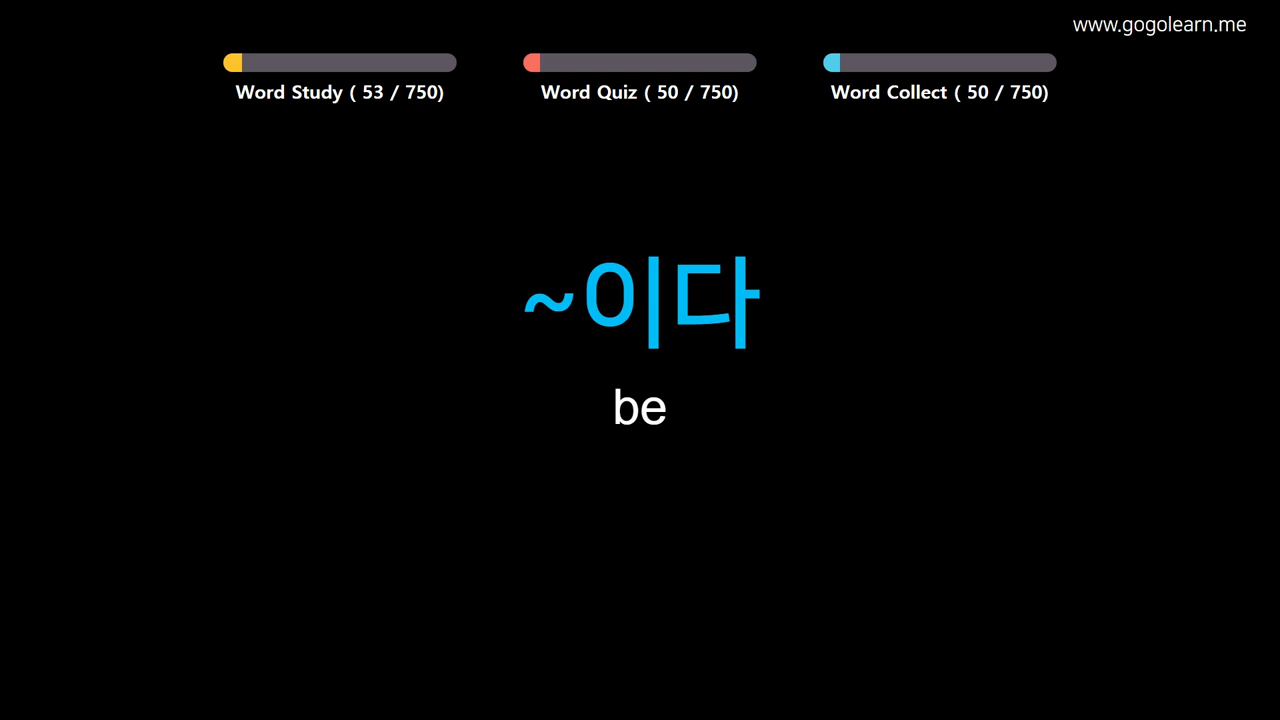 www.gogolearn.me
Word Study ( 53 / 750)
Word Quiz ( 50 / 750)
Word Collect ( 50 / 750)
~이다
be